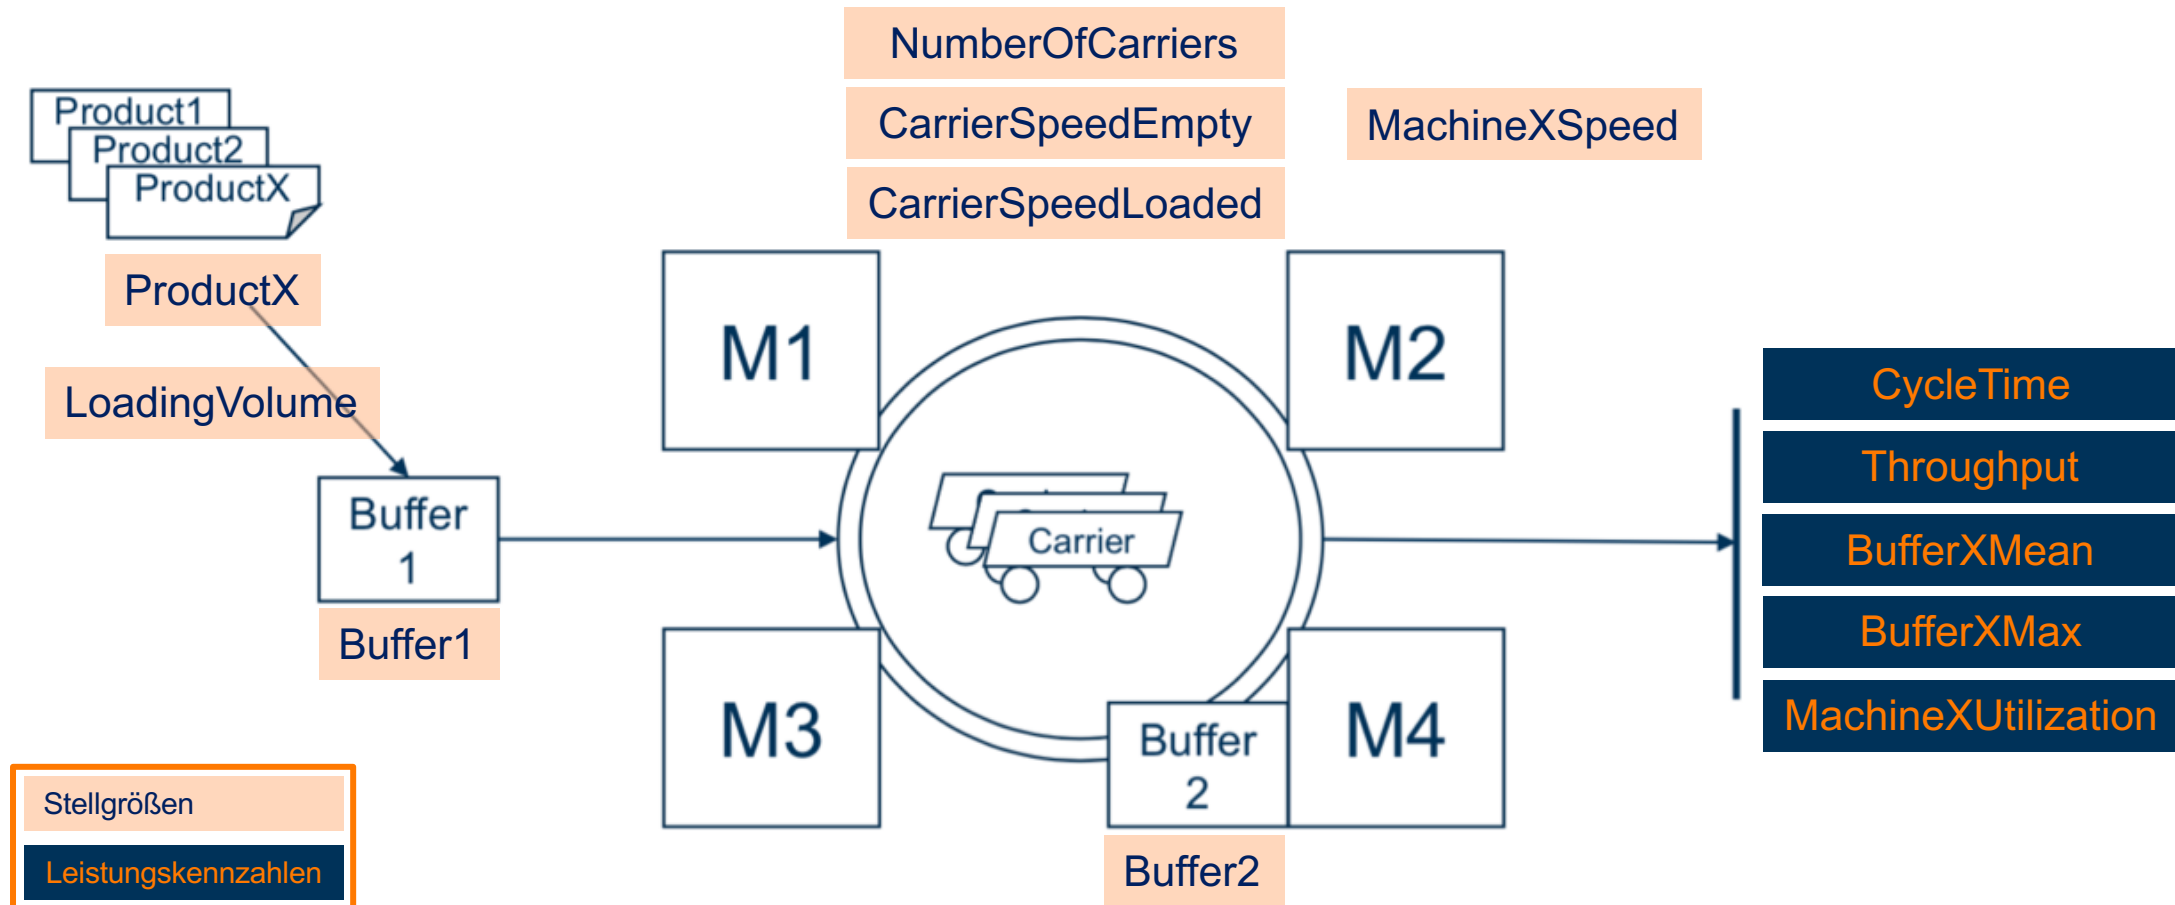 NumberOfCarriers
CarrierSpeedEmpty
CarrierSpeedLoaded
MachineXSpeed
Product1
Product2
ProductX
ProductX
LoadingVolume
Buffer
1
Buffer1
M1
M2
M3
M4
Carrier
Buffer
2
Buffer2
CycleTime
Throughput
BufferXMean
BufferXMax
MachineXUtilization
Stellgrößen
Leistungskennzahlen